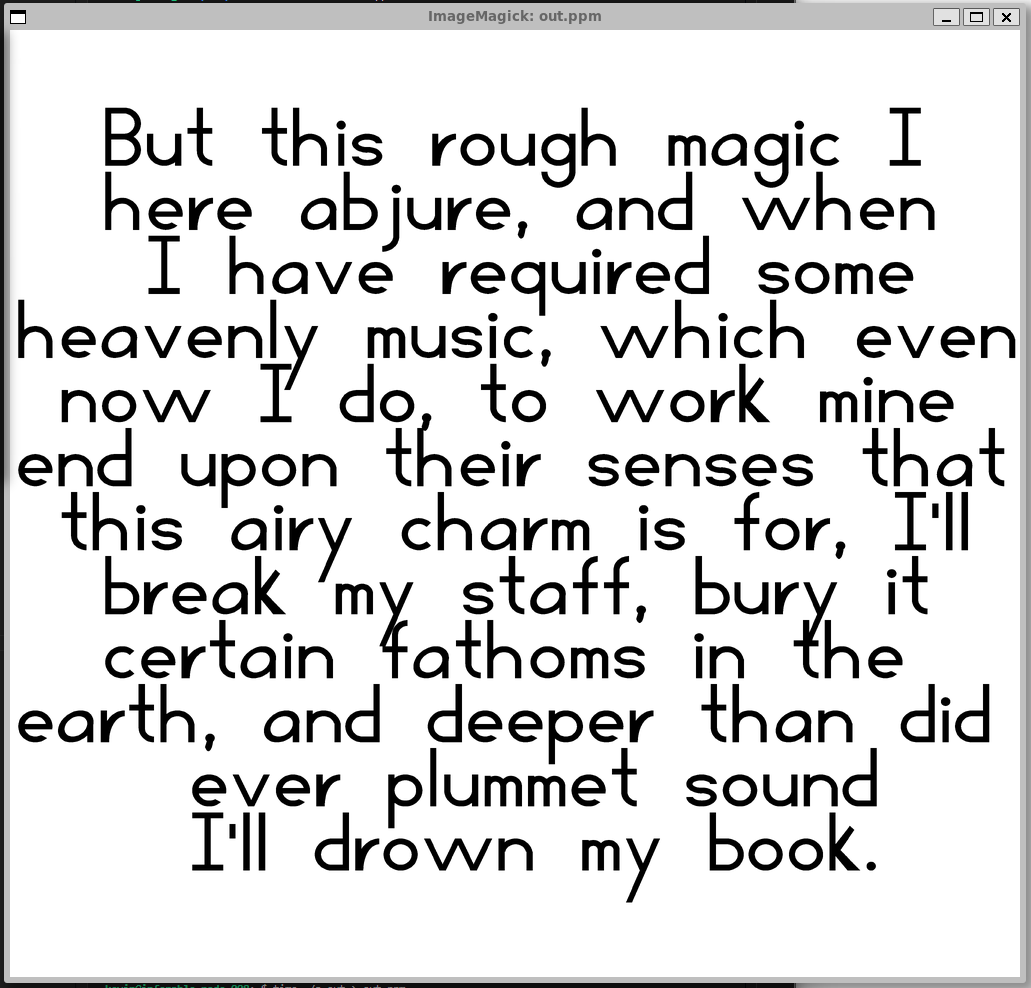 ImageMagick: out.ppm
But this rough magic I
here abjure, and when
I have required some
heavenly music, which even
now I do, to work mine
end upon their senses that
this airy charm is for, I'll
break my staff, bury it
certain fathoms in the
earth, and deeper than did
ever plummet sound
I'll drown my book.